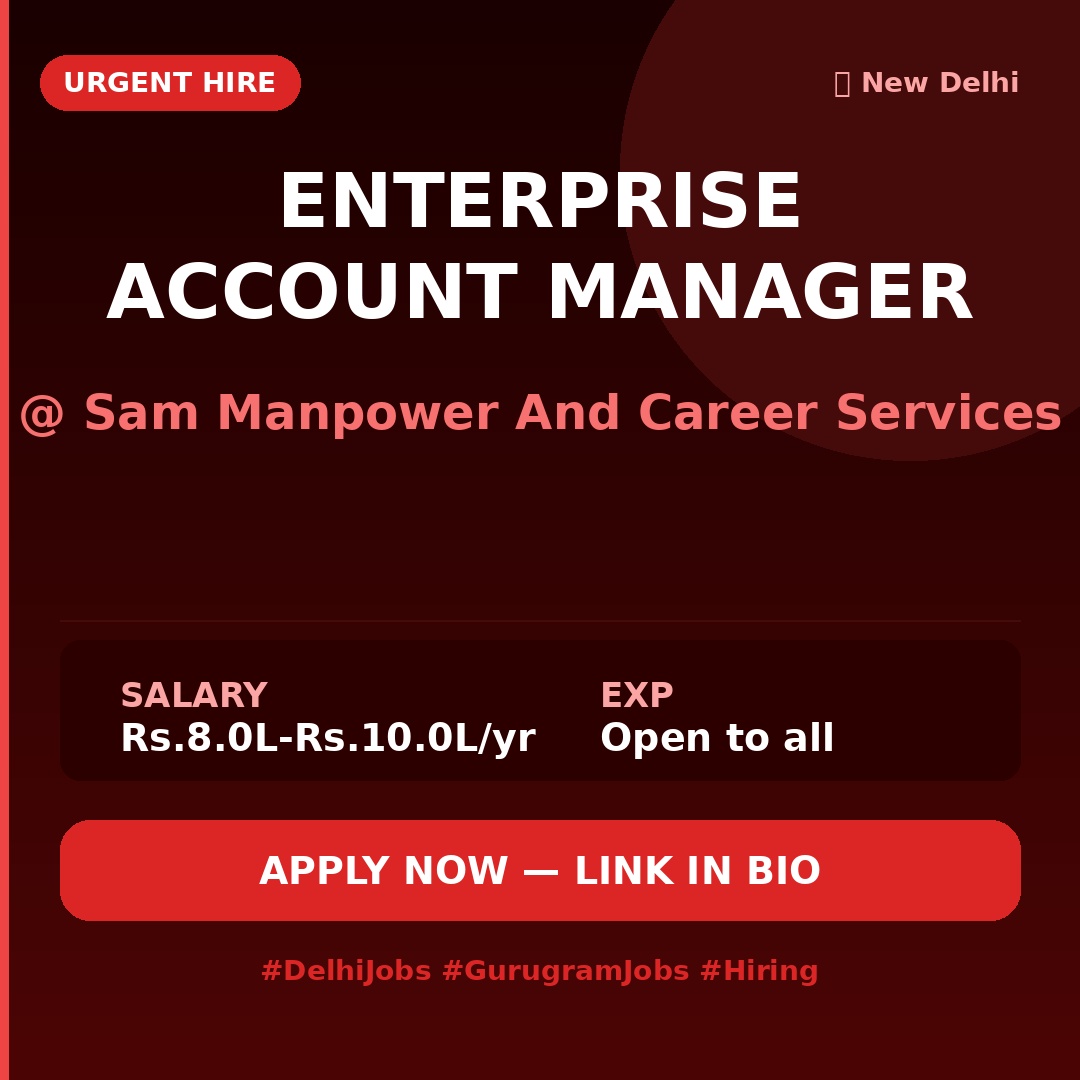 URGENT HIRE
New Delhi
ENTERPRISE
ACCOUNT MANAGER
@ Sam Manpower And Career Services
SALARY
Rs.8.0L-Rs.10.0L/yr
EXP
Open to all
APPLY NOW — LINK IN BIO
#DelhiJobs #GurugramJobs #Hiring